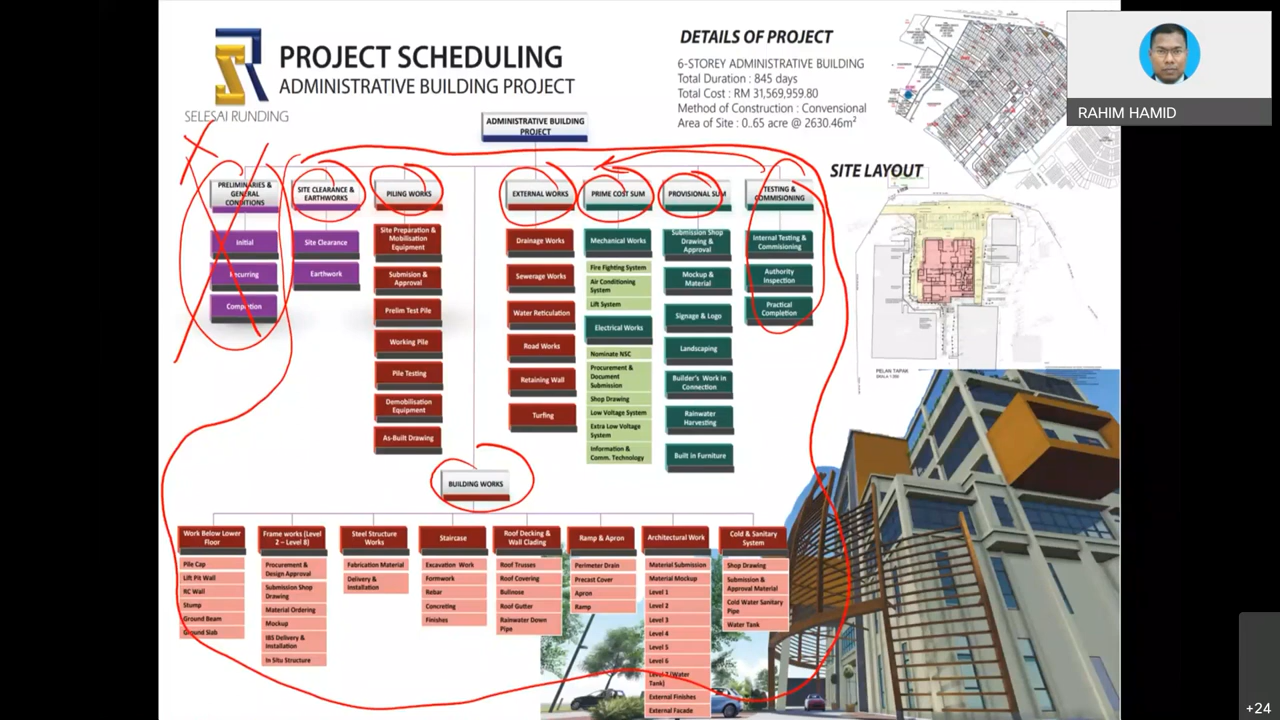 PROJECT SCHEDULING
ADMINISTRATIVE BUILDING PROJECT
SELESAI RUNDING
DETAILS OF PROJECT
6-STOREY ADMINISTRATIVE BUILDING
Total Duration : 845 days
Total Cost : RM 31,569,959.80
Method of Construction : Convensional
Area of Site : 0..65 acre @ 2630.46m²
RAHIM HAMID
SITE LAYOUT
PELAN TAPAK
ADMINISTRATIVE BUILDING
PROJECT
PRELIMINARIES &
GENERAL
CONDITIONS
Initial
Recurring
Completion
SITE CLEARANCE &
EARTHWORKS
Site Clearance
Earthwork
PILING WORKS
Site Preparation &
Mobilisation
Equipment
Submision &
Approval
Prelim Test Pile
Working Pile
Pile Testing
Demobilisation
Equipment
As-Built Drawing
EXTERNAL WORKS
Drainage Works
Sewerage Works
Water Reticulation
Road Works
Retaining Wall
Turfing
PRIME COST SUM
Mechanical Works
Fire Fighting System
Air Conditioning
System
Lift System
Electrical Works
Nominate NSC
Procurement &
Document
Submission
Shop Drawing
Low Voltage System
Extra Low Voltage
System
Information &
Comm. Technology
PROVISIONAL SUM
Submission Shop
Drawing &
Approval
Mockup &
Material
Signage & Logo
Landscaping
Builder's Work in
Connection
Rainwater
Harvesting
Built in Furniture
TESTING &
COMMISIONING
Internal Testing &
Commisioning
Authority
Inspection
Practical
Completion
BUILDING WORKS
Work Below Lower
Floor
Pile Cap
Lift Pit Wall
RC Wall
Stump
Ground Beam
Ground Slab
Frame works (Level
2 – Level 8)
Procurement &
Design Approval
Submission Shop
Drawing
Material Ordering
Mockup
IBS Delivery &
Installation
In Situ Structure
Steel Structure
Works
Fabrication Material
Delivery &
Installation
Staircase
Excavation Work
Formwork
Rebar
Concreting
Finishes
Roof Decking &
Wall Clading
Roof Trusses
Roof Covering
Bullnose
Roof Gutter
Rainwater Down
Pipe
Ramp & Apron
Perimeter Drain
Precast Cover
Apron
Ramp
Architectural Work
Material Submission
Material Mockup
Level 1
Level 2
Level 3
Level 4
Level 5
Level 6
Level 7 (Water
Tank)
External Finishes
External Facade
Cold & Sanitary
System
Shop Drawing
Submission &
Approval Material
Cold Water Sanitary
Pipe
Water Tank
+24